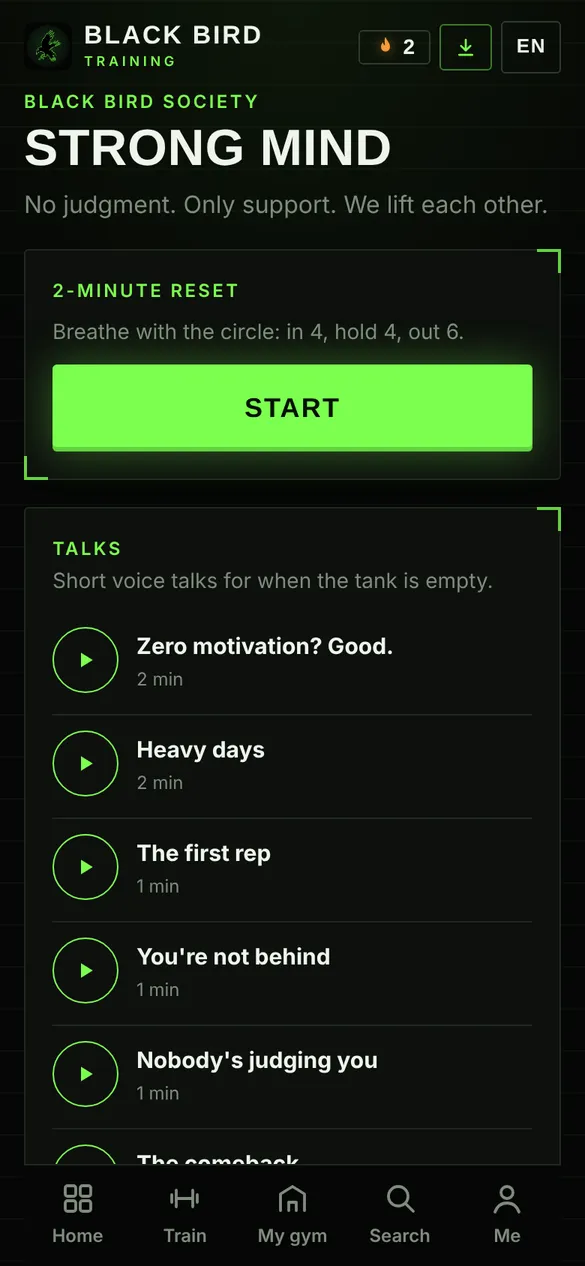 BLACK BIRD
TRAINING
2
EN
BLACK BIRD SOCIETY
STRONG MIND
No judgment. Only support. We lift each other.
2-MINUTE RESET
Breathe with the circle: in 4, hold 4, out 6.
START
TALKS
Short voice talks for when the tank is empty.
Zero motivation? Good.
2 min
Heavy days
2 min
The first rep
1 min
You're not behind
1 min
Nobody's judging you
1 min
The comeback
Home
Train
My gym
Search
Me